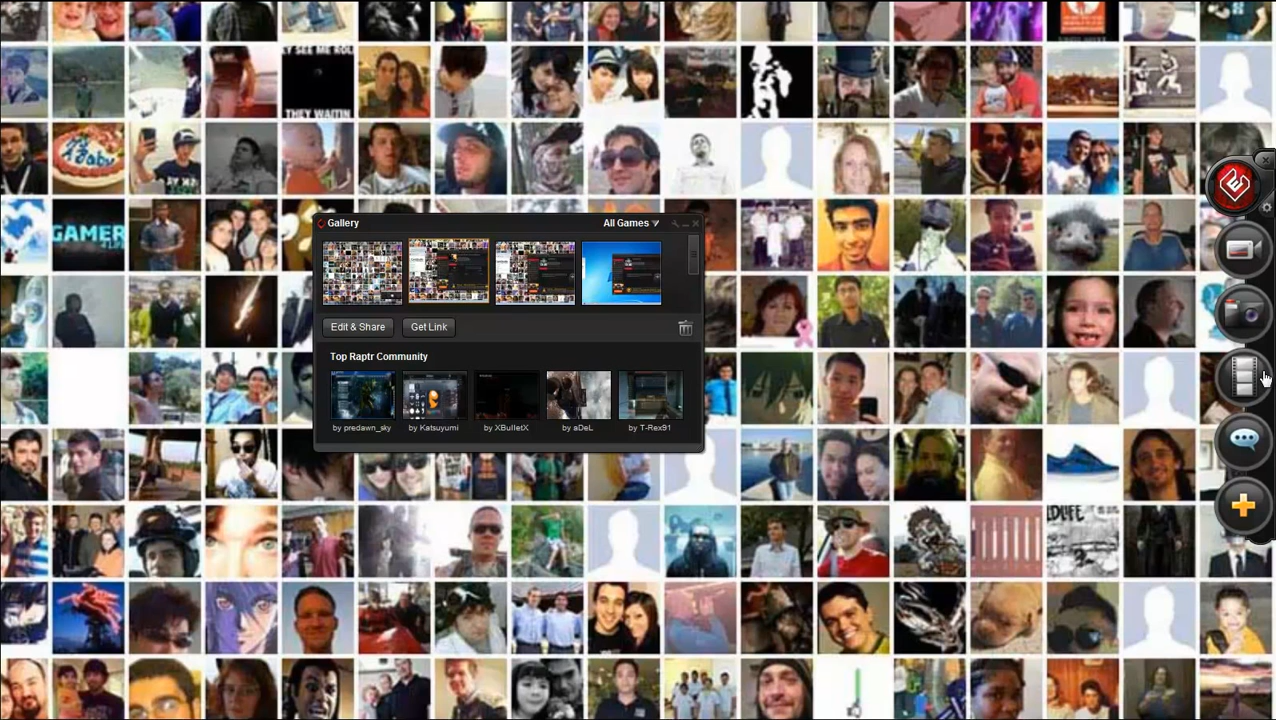 EY SEE ME ROL
THEY WAITIN
GAMER
Gallery
All Games
Edit & Share
Get Link
Top Raptr Community
by predawn_sky
by Katsuyumi
by XBulletX
by aDeL
by T-Rex91